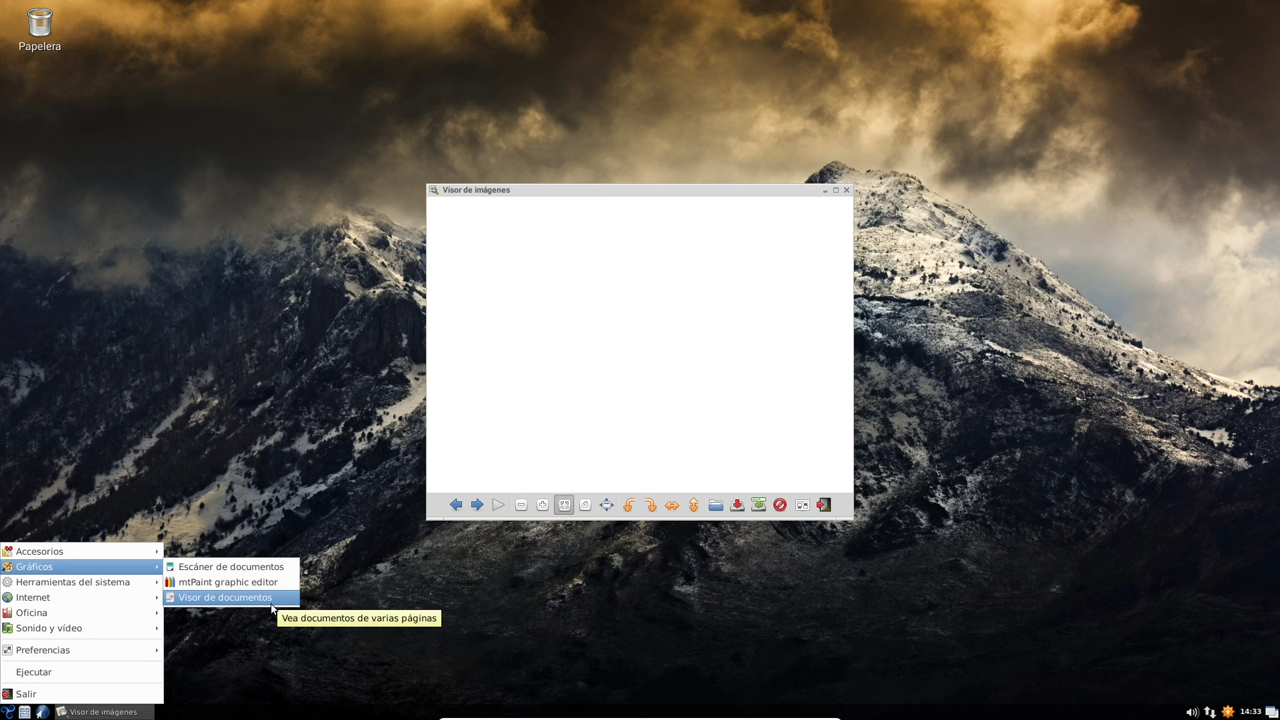 Papelera
Visor de imágenes
Accesorios
Gráficos
Herramientas del sistema
Internet
Oficina
Sonido y vídeo
Preferencias
Ejecutar
Salir
Escáner de documentos
mtPaint graphic editor
Visor de documentos
Vea documentos de varias páginas
Visor de imágenes
14:33